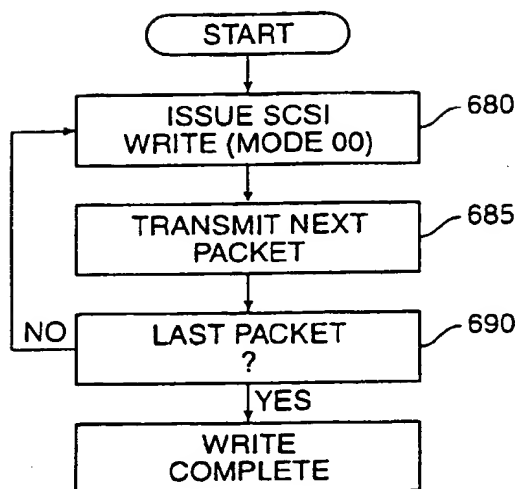 START
ISSUE SCSI
WRITE (MODE 00)
680
TRANSMIT NEXT
PACKET
685
LAST PACKET
?
690
NO
YES
WRITE
COMPLETE